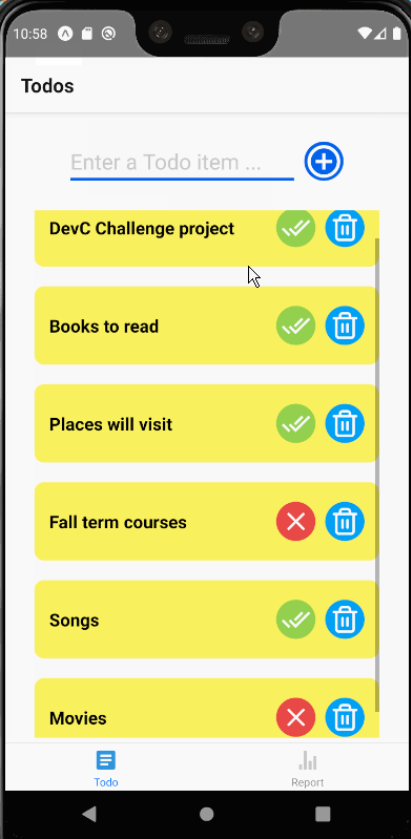 10:58
Todos
Enter a Todo item ...
DevC Challenge project
Books to read
Places will visit
Fall term courses
Songs
Movies
Todo Report